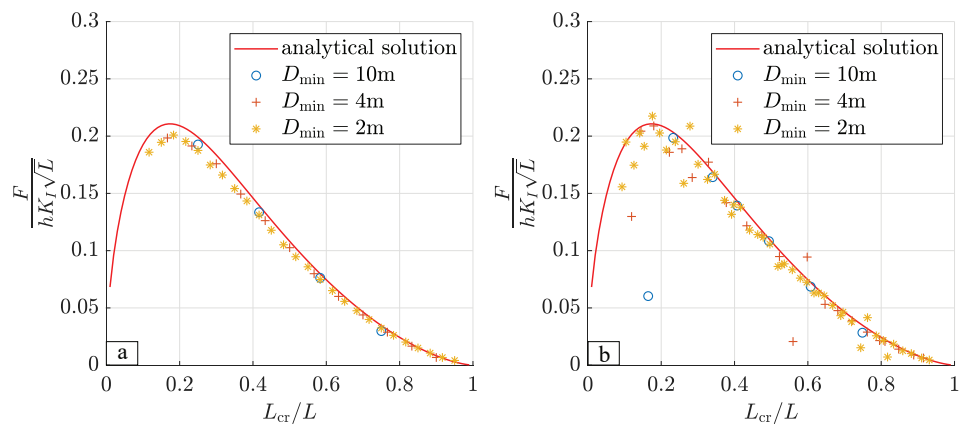 0.3
0.25
0.2
0.15
0.1
0.05
0
F
hK_I√L
analytical solution
D_min = 10m
D_min = 4m
D_min = 2m
a
0 0.2 0.4 0.6 0.8 1
L_cr/L
0.3
0.25
0.2
0.15
0.1
0.05
0
F
hK_I√L
analytical solution
D_min = 10m
D_min = 4m
D_min = 2m
b
0 0.2 0.4 0.6 0.8 1
L_cr/L